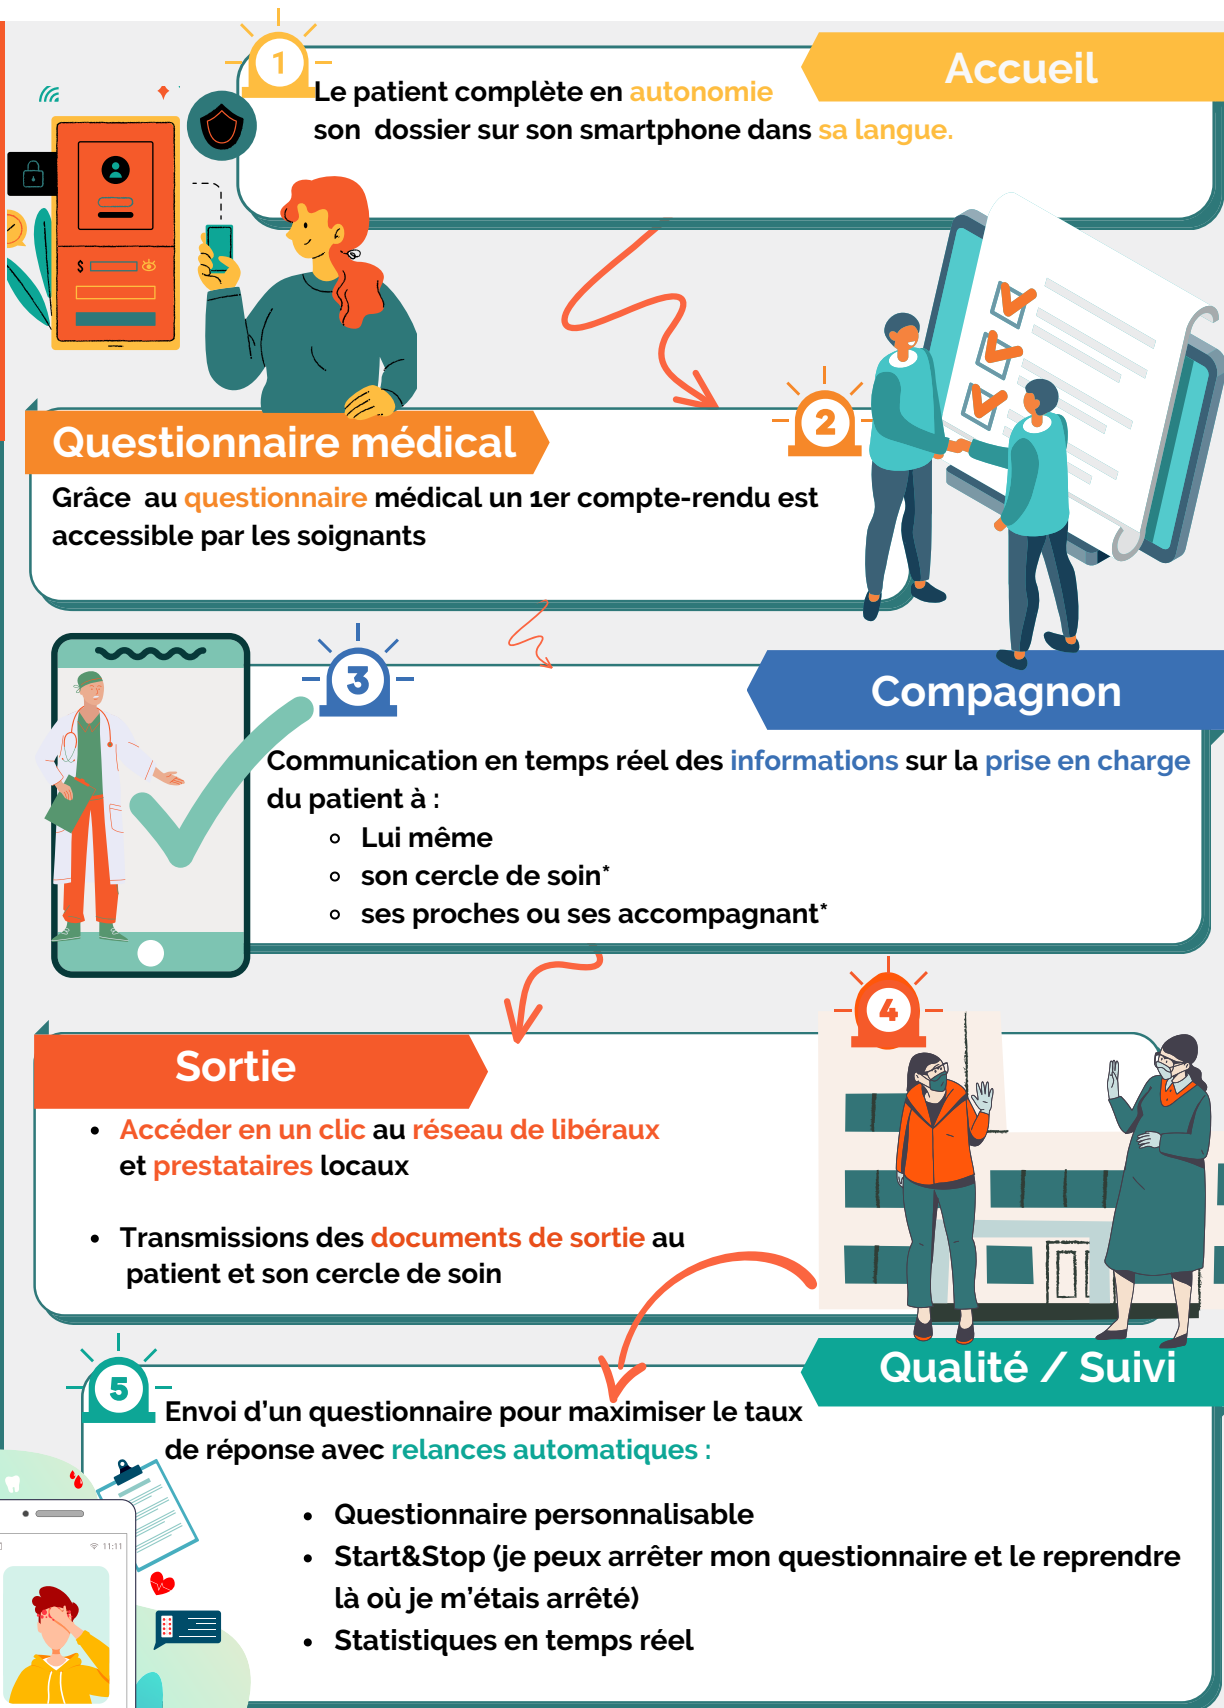 1
Accueil
Le patient complète en autonomie
son dossier sur son smartphone dans sa langue.
$
2
Questionnaire médical
Grâce au questionnaire médical un 1er compte-rendu est
accessible par les soignants
3
Compagnon
Communication en temps réel des informations sur la prise en charge
du patient à :
Lui même
son cercle de soin*
ses proches ou ses accompagnant*
4
Sortie
Accéder en un clic au réseau de libéraux
et prestataires locaux
Transmissions des documents de sortie au
patient et son cercle de soin
5
Qualité / Suivi
Envoi d'un questionnaire pour maximiser le taux
de réponse avec relances automatiques :
Questionnaire personnalisable
Start&Stop (je peux arrêter mon questionnaire et le reprendre
là où je m'étais arrêté)
Statistiques en temps réel
11:11